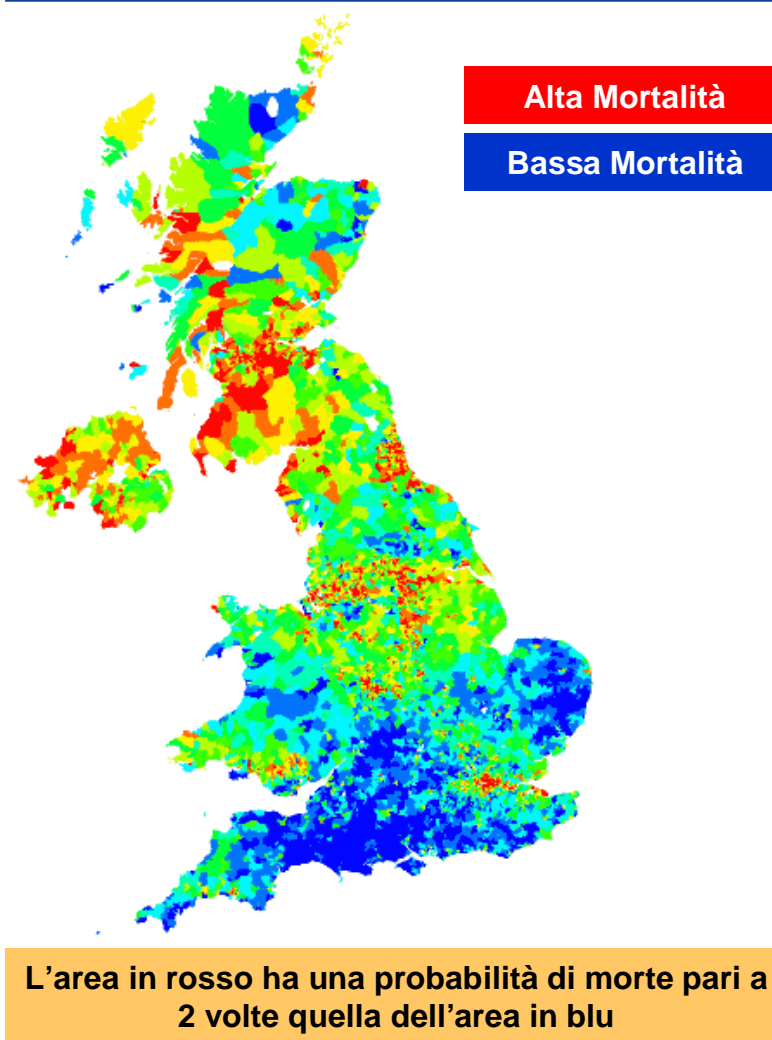 Alta Mortalità
Bassa Mortalità
L’area in rosso ha una probabilità di morte pari a
2 volte quella dell’area in blu